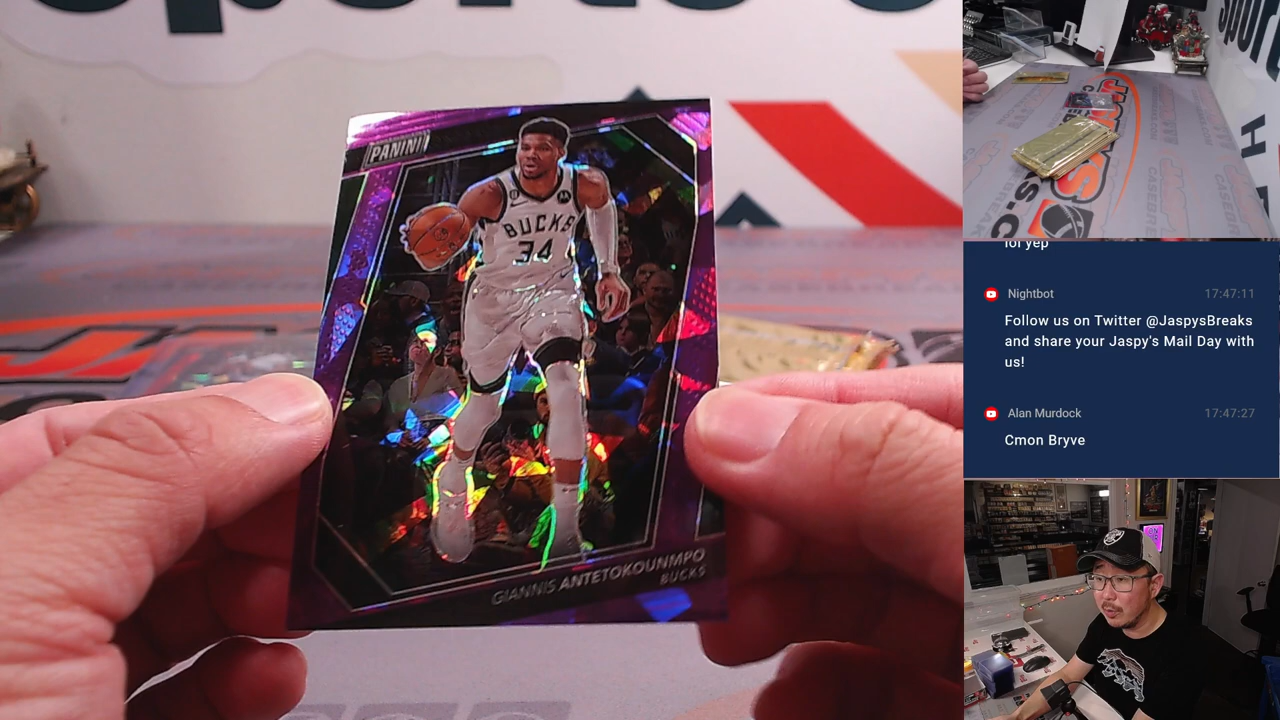 sports
PANINI
BUCKS
34
GIANNIS ANTETOKOUNMPO
BUCKS
lol yep
Nightbot
17:47:11
Follow us on Twitter @JaspysBreaks
and share your Jaspy's Mail Day with
us!
Alan Murdock
17:47:27
Cmon Bryve